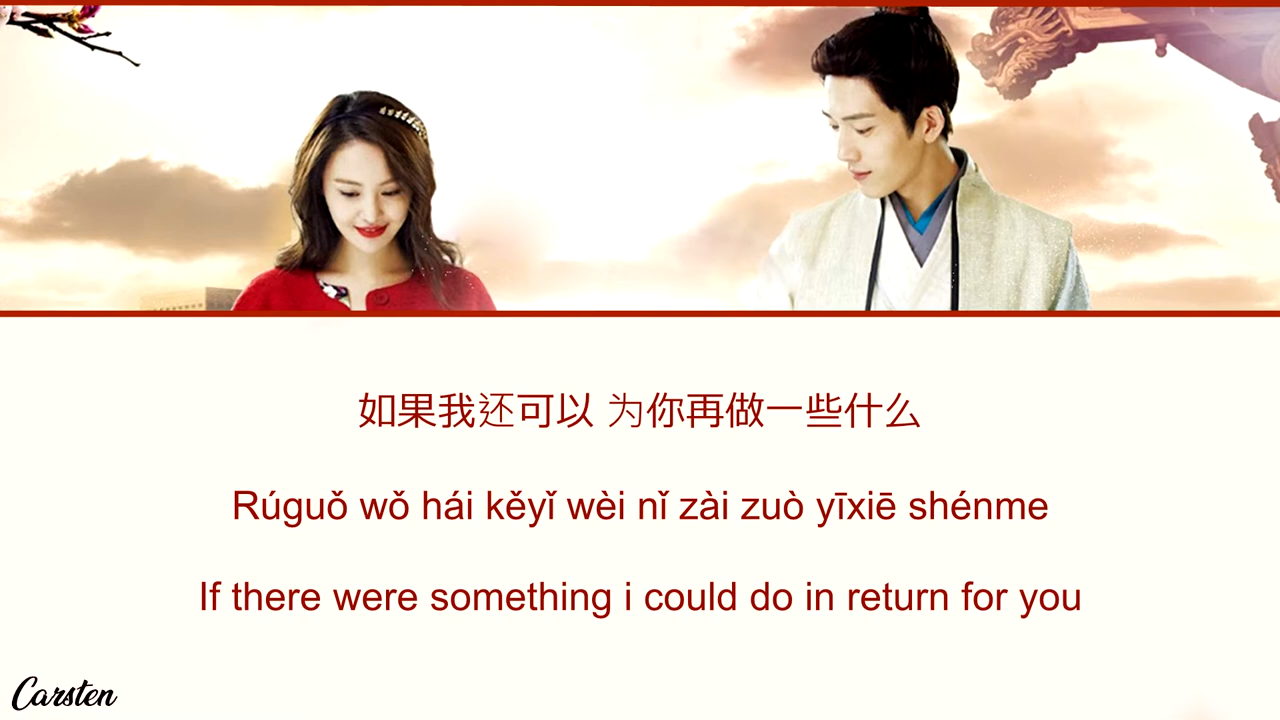 如果我还可以 为你再做一些什么
Rúguǒ wǒ hái kěyǐ wèi nǐ zài zuò yīxiē shénme
If there were something i could do in return for you
Carsten